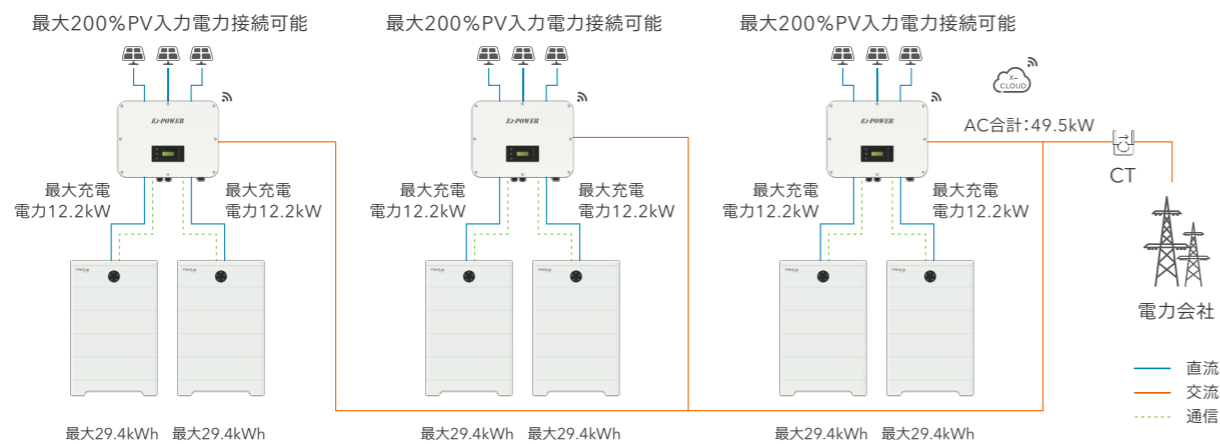 最大200%PV入力電力接続可能
最大200%PV入力電力接続可能
最大200%PV入力電力接続可能
X-
CLOUD
AC合計：49.5kW
CT
EX-POWER
EX-POWER
EX-POWER
最大充電
電力12.2kW
最大充電
電力12.2kW
最大充電
電力12.2kW
最大充電
電力12.2kW
最大充電
電力12.2kW
最大充電
電力12.2kW
電力会社
直流
交流
通信
最大29.4kWh
最大29.4kWh
最大29.4kWh
最大29.4kWh
最大29.4kWh
最大29.4kWh